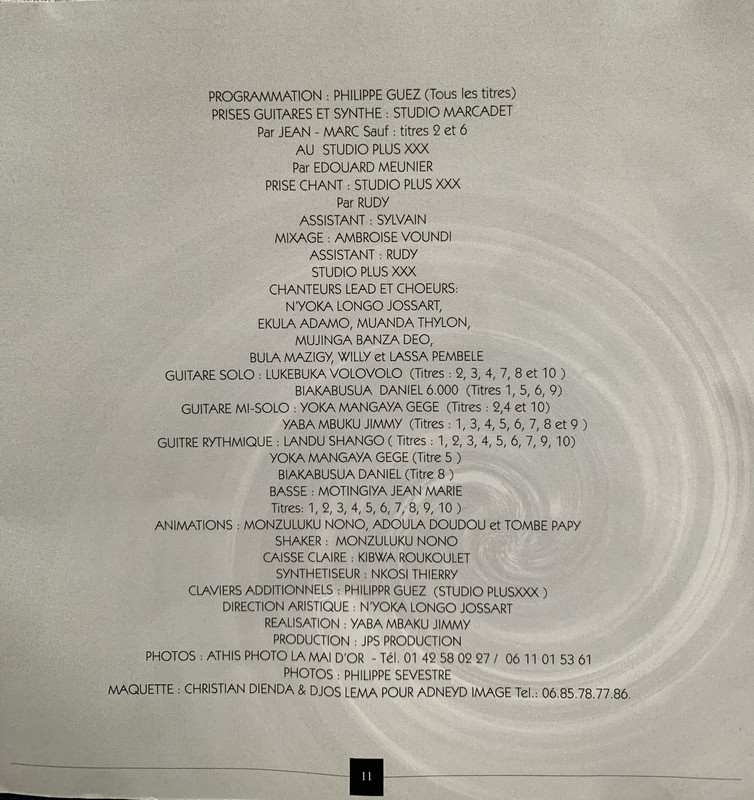 PROGRAMMATION : PHILIPPE GUEZ (Tous les titres)
PRISES GUITARES ET SYNTHE : STUDIO MARCADET
Par JEAN - MARC Sauf : titres 2 et 6
AU STUDIO PLUS XXX
Par EDOUARD MEUNIER
PRISE CHANT : STUDIO PLUS XXX
Par RUDY
ASSISTANT : SYLVAIN
MIXAGE : AMBROISE VOUNDI
ASSISTANT : RUDY
STUDIO PLUS XXX
CHANTEURS LEAD ET CHOEURS:
N'YOKA LONGO JOSSART,
EKULA ADAMO, MUANDA THYLON,
MUJINGA BANZA DEO,
BULA MAZIGY, WILLY et LASSA PEMBELE
GUITARE SOLO : LUKEBUKA VOLOVOLO (Titres : 2, 3, 4, 7, 8 et 10 )
BIAKABUSUA DANIEL 6.000 (Titres 1, 5, 6, 9)
GUITARE MI-SOLO : YOKA MANGAYA GEGE (Titres : 2,4 et 10)
YABA MBUKU JIMMY (Titres : 1, 3, 4, 5, 6, 7, 8 et 9 )
GUITRE RYTHMIQUE : LANDU SHANGO ( Titres : 1, 2, 3, 4, 5, 6, 7, 9, 10)
YOKA MANGAYA GEGE (Titre 5 )
BIAKABUSUA DANIEL (Titre 8 )
BASSE : MOTINGIYA JEAN MARIE
Titres: 1, 2, 3, 4, 5, 6, 7, 8, 9, 10 )
ANIMATIONS : MONZULUKU NONO, ADOULA DOUDOU et TOMBE PAPY
SHAKER : MONZULUKU NONO
CAISSE CLAIRE : KIBWA ROUKOULET
SYNTHETISEUR : NKOSI THIERRY
CLAVIERS ADDITIONNELS : PHILIPPR GUEZ (STUDIO PLUSXXX )
DIRECTION ARISTIQUE : N'YOKA LONGO JOSSART
REALISATION : YABA MBAKU JIMMY
PRODUCTION : JPS PRODUCTION
PHOTOS : ATHIS PHOTO LA MAI D'OR - Tél. 01 42 58 02 27 / 06 11 01 53 61
PHOTOS : PHILIPPE SEVESTRE
MAQUETTE : CHRISTIAN DIENDA & DJOS LEMA POUR ADNEYD IMAGE Tel.: 06.85.78.77.86.
11